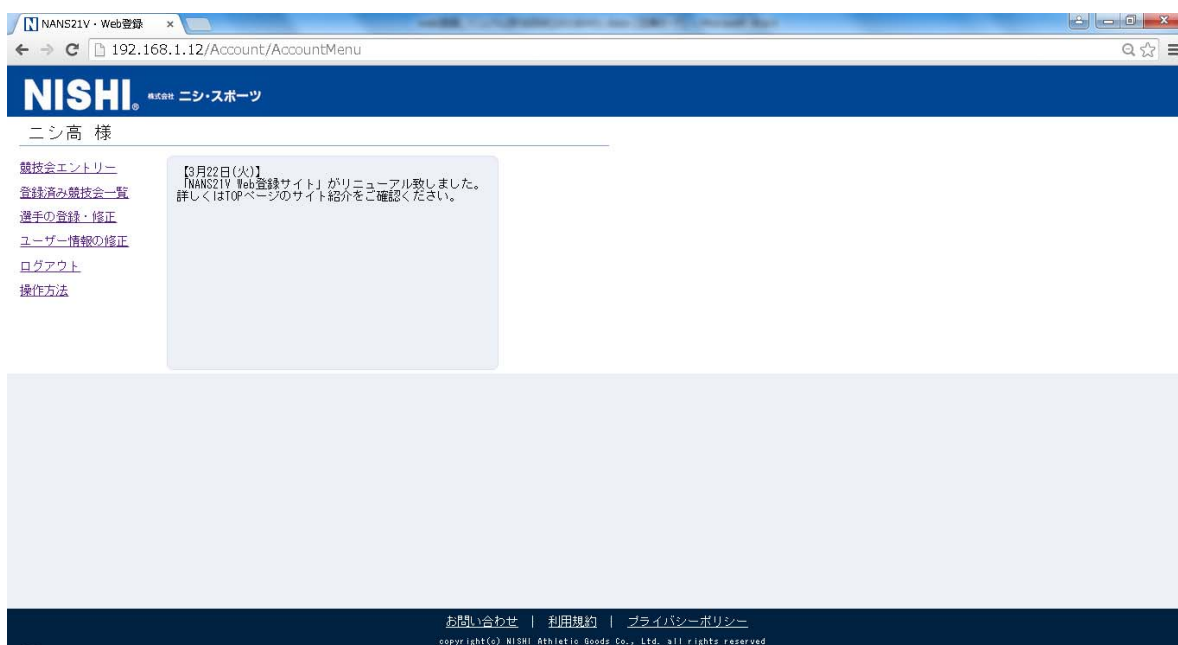 NANS21V・Web登録
192.168.1.12/Account/AccountMenu
NISHI® 株式会社 ニシ・スポーツ
ニシ高 様
競技会エントリー
登録済み競技会一覧
選手の登録・修正
ユーザー情報の修正
ログアウト
操作方法
【3月22日(火)】
「NANS21V Web登録サイト」がリニューアル致しました。
詳しくはTOPページのサイト紹介をご確認ください。
お問い合わせ | 利用規約 | プライバシーポリシー
copyright(c) NISHI Athletic Goods Co., Ltd. all rights reserved